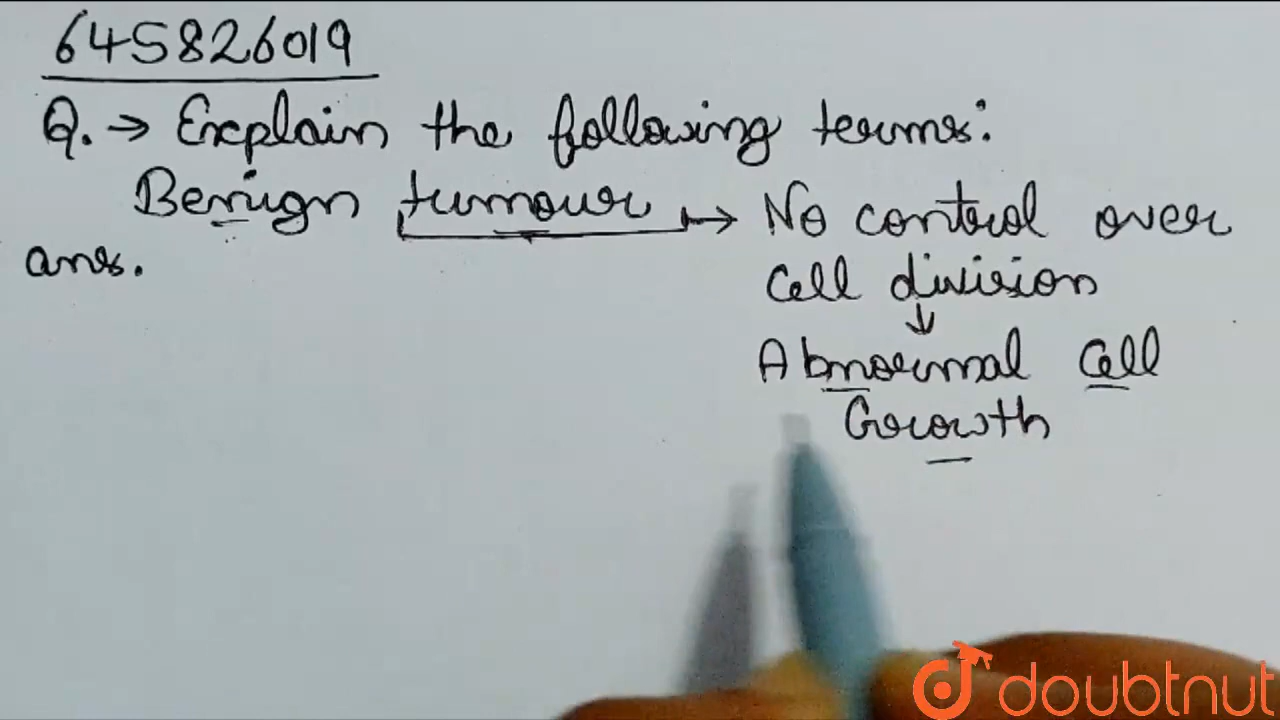 645826019
Q. → Explain the following terms:
Benign tumour → No control over
ans.
Cell division
↓
Abnormal Cell
Growth
doubtnut